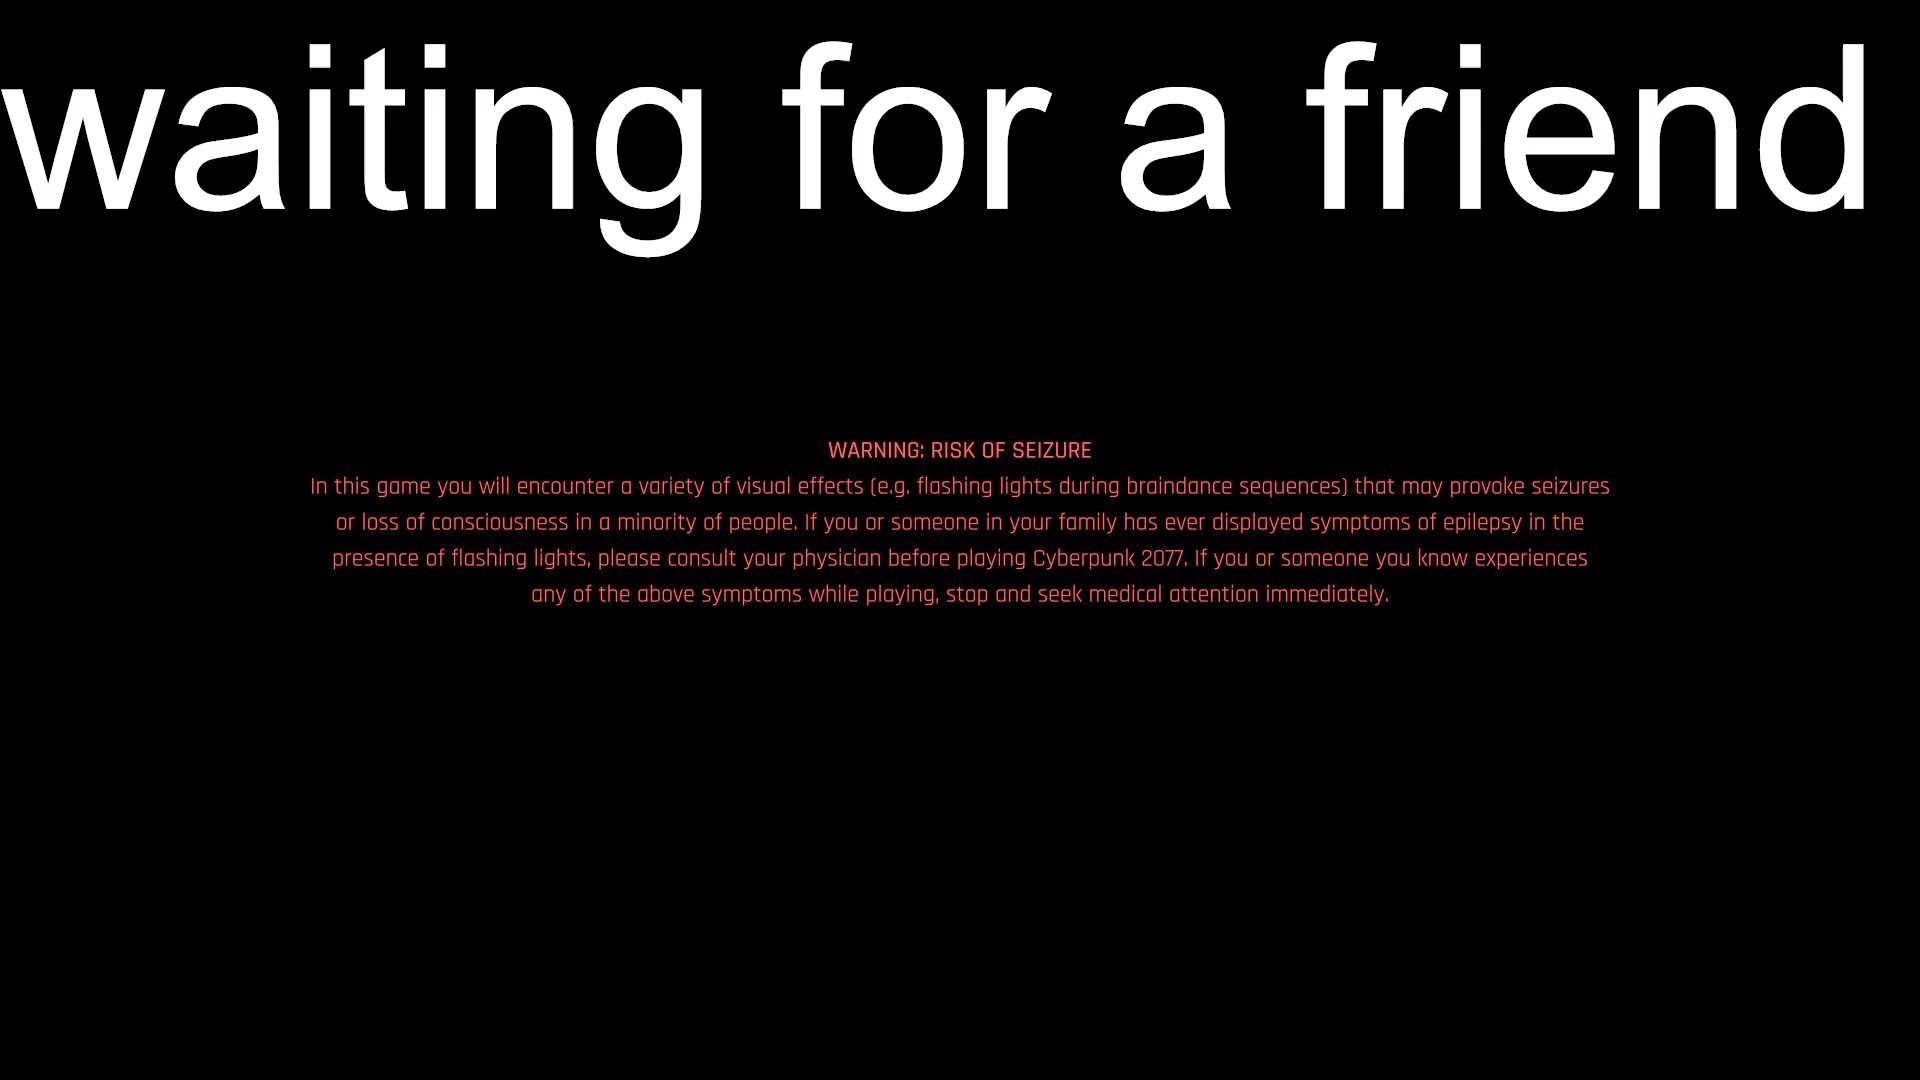 waiting for a friend
WARNING: RISK OF SEIZURE
In this game you will encounter a variety of visual effects (e.g. flashing lights during braindance sequences) that may provoke seizures
or loss of consciousness in a minority of people. If you or someone in your family has ever displayed symptoms of epilepsy in the
presence of flashing lights, please consult your physician before playing Cyberpunk 2077. If you or someone you know experiences
any of the above symptoms while playing, stop and seek medical attention immediately.